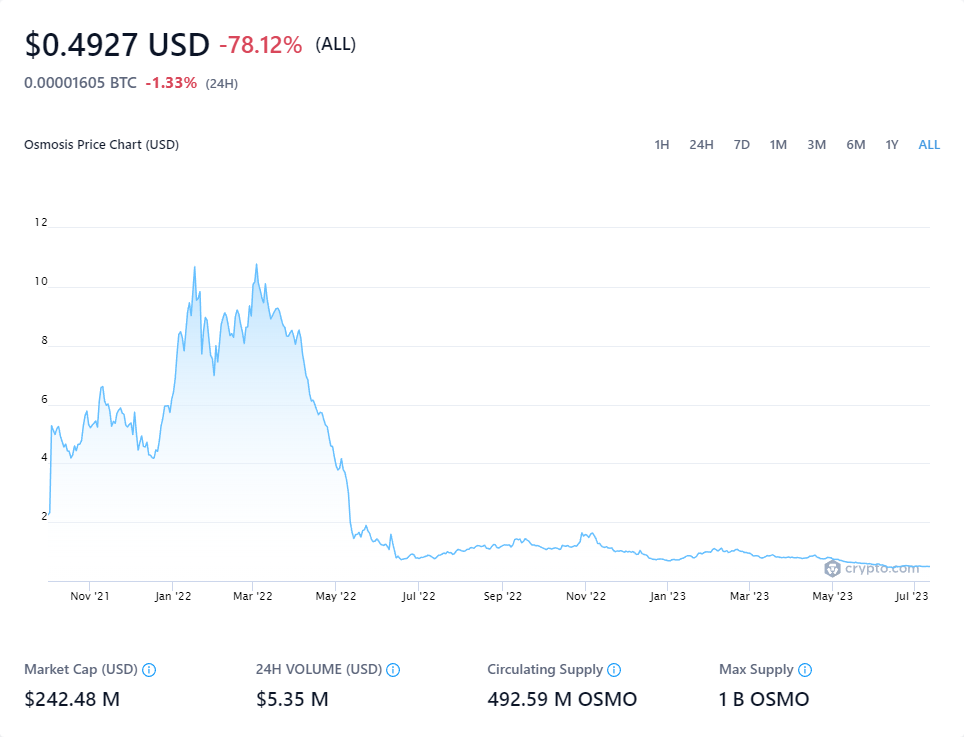 $0.4927 USD -78.12% (ALL)
0.00001605 BTC -1.33% (24H)
Osmosis Price Chart (USD) 1H 24H 7D 1M 3M 6M 1Y ALL
12
10
8
6
4
2
crypto.com
Nov '21 Jan '22 Mar '22 May '22 Jul '22 Sep '22 Nov '22 Jan '23 Mar '23 May '23 Jul '23
Market Cap (USD) 24H VOLUME (USD) Circulating Supply Max Supply
$242.48 M $5.35 M 492.59 M OSMO 1 B OSMO